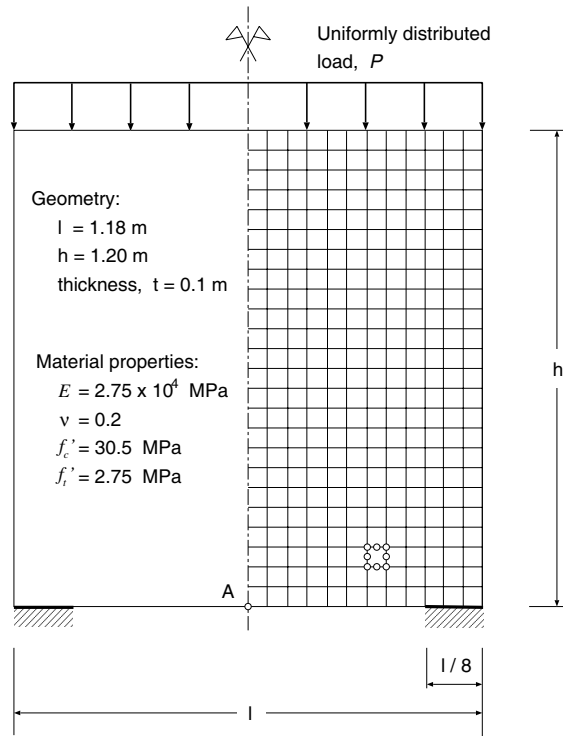 Uniformly distributed
load, P
Geometry:
l = 1.18 m
h = 1.20 m
thickness, t = 0.1 m
Material properties:
E = 2.75 x 10⁴ MPa
ν = 0.2
f꜀' = 30.5 MPa
fₜ' = 2.75 MPa
h
A
l / 8
l